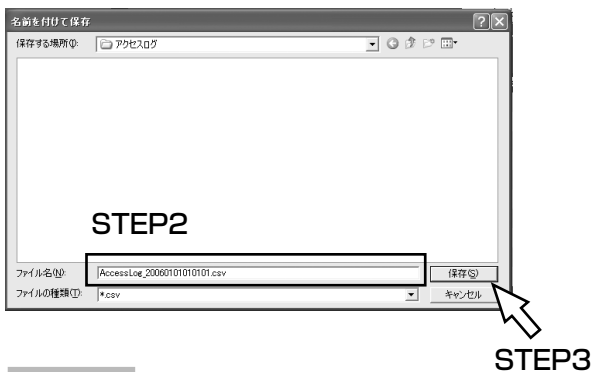 名前を付けて保存
保存する場所(I): アクセスログ
STEP2
ファイル名(N): AccessLog_20060101010101.csv 保存(S)
ファイルの種類(T): *.csv キャンセル
STEP3